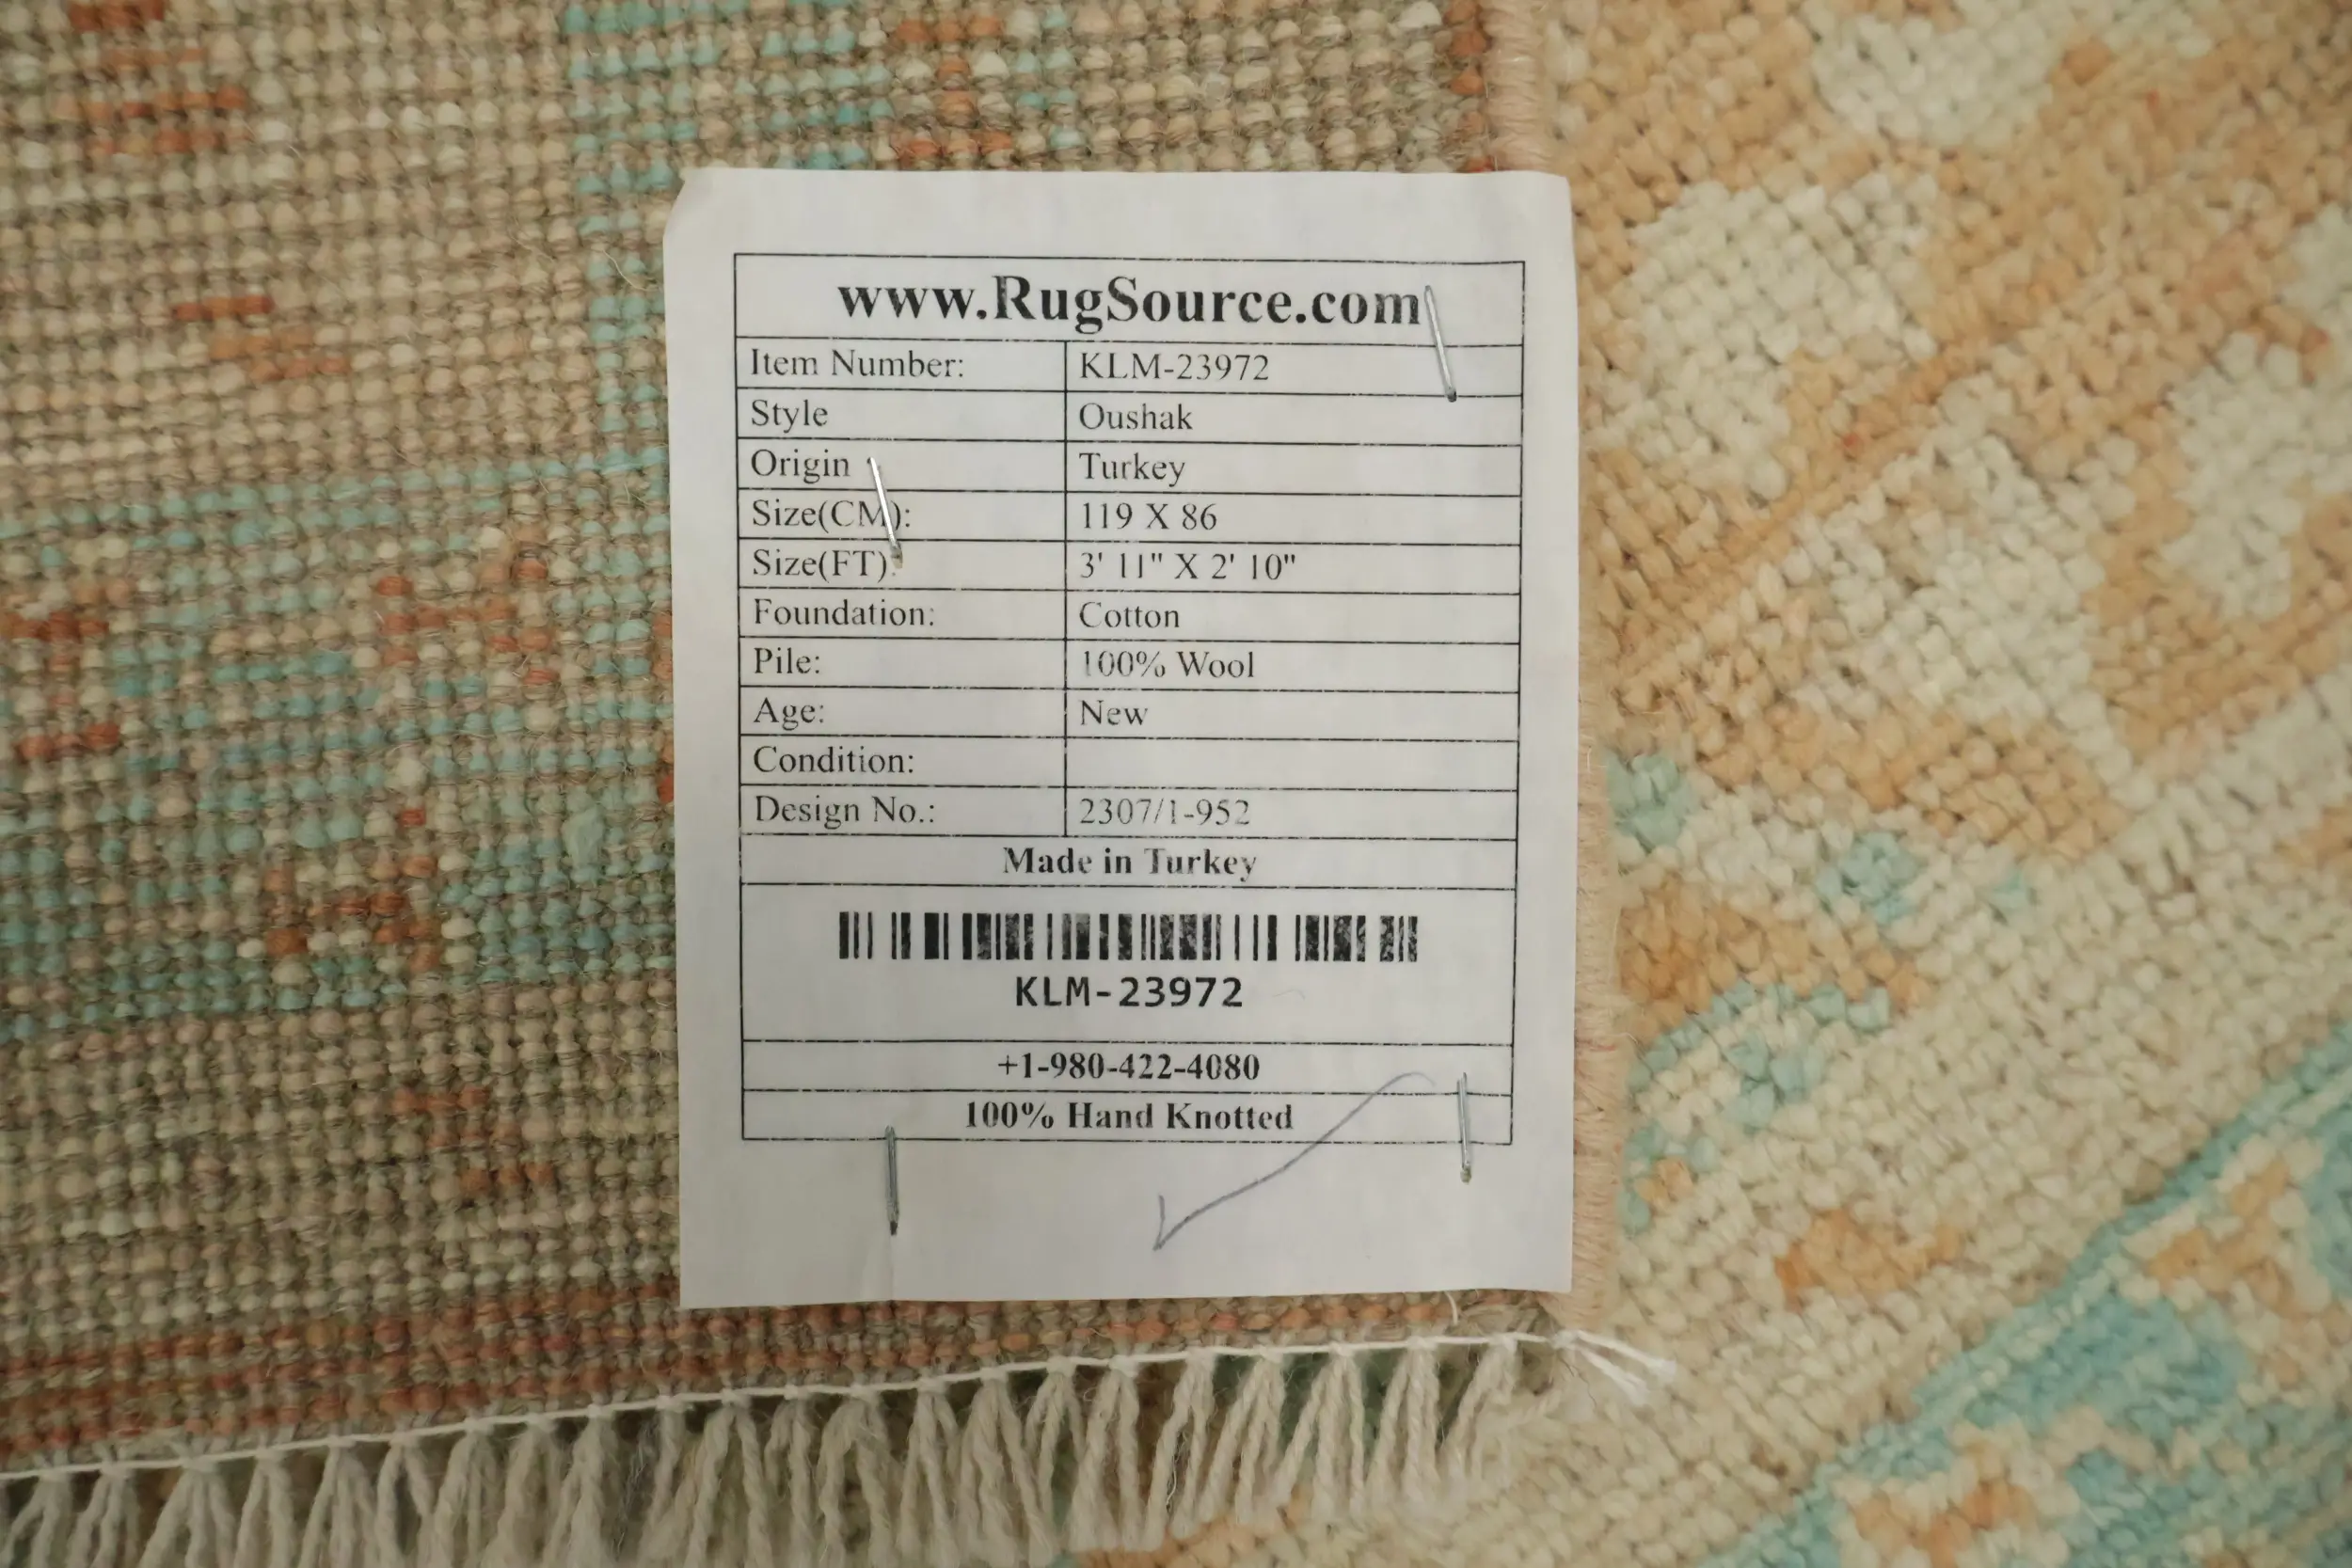 www.RugSource.com
Item Number: KLM-23972
Style Oushak
Origin Turkey
Size(CM): 119 X 86
Size(FT): 3' 11" X 2' 10"
Foundation: Cotton
Pile: 100% Wool
Age: New
Condition:
Design No.: 2307/1-952
Made in Turkey
KLM-23972
+1-980-422-4080
100% Hand Knotted